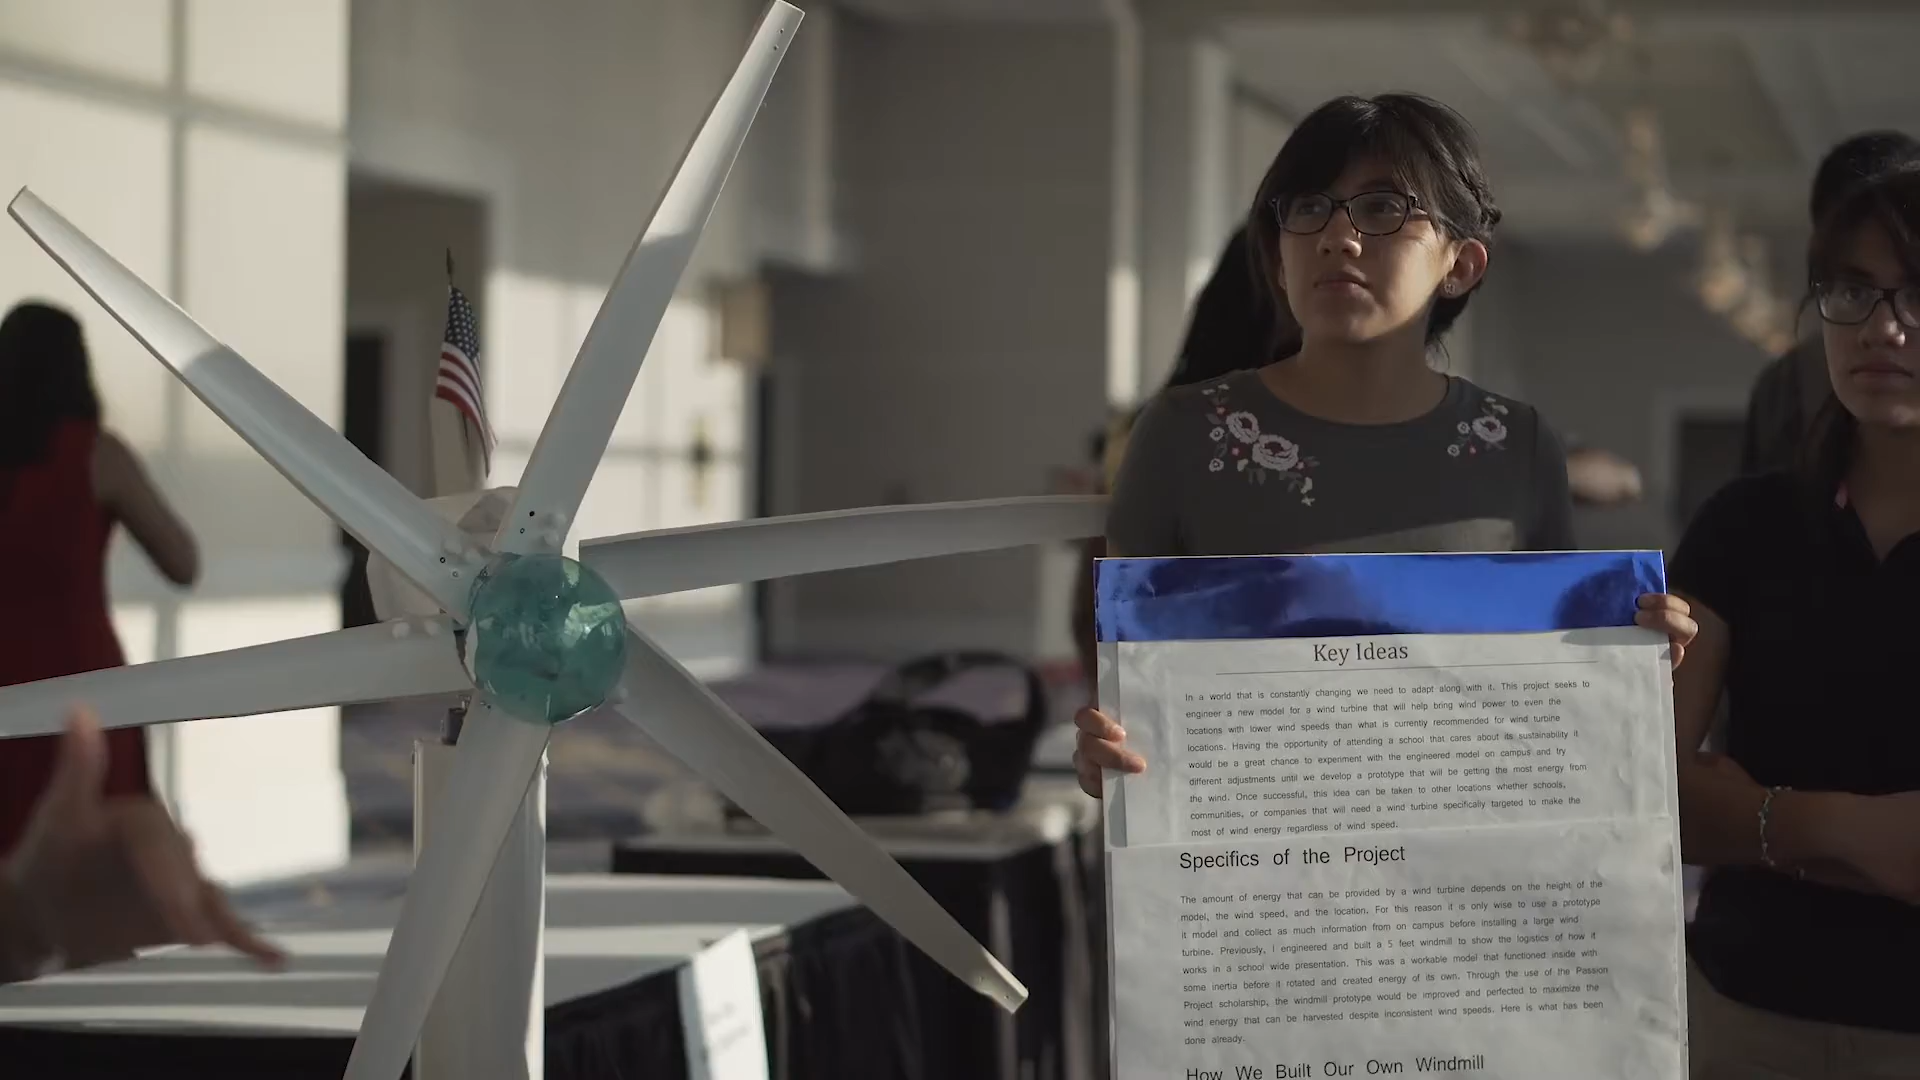 Key Ideas
In a world that is constantly changing we need to adapt along with it. This project seeks to
engineer a new model for a wind turbine that will help bring wind power to even the
locations with lower wind speeds than what is currently recommended for wind turbine
locations. Having the opportunity of attending a school that cares about its sustainability it
would be a great chance to experiment with the engineered model on campus and try
different adjustments until we develop a prototype that will be getting the most energy from
the wind. Once successful, this idea can be taken to other locations whether schools,
communities, or companies that will need a wind turbine specifically targeted to make the
most of wind energy regardless of wind speed.
Specifics of the Project
The amount of energy that can be provided by a wind turbine depends on the height of the
model, the wind speed, and the location. For this reason it is only wise to use a prototype
it model and collect as much information from on campus before installing a large wind
turbine. Previously, I engineered and built a 5 feet windmill to show the logistics of how it
works in a school wide presentation. This was a workable model that functioned inside with
some inertia before it rotated and created energy of its own. Through the use of the Passion
Project scholarship, the windmill prototype would be improved and perfected to maximize the
wind energy that can be harvested despite inconsistent wind speeds. Here is what has been
done already.
How We Built Our Own Windmill